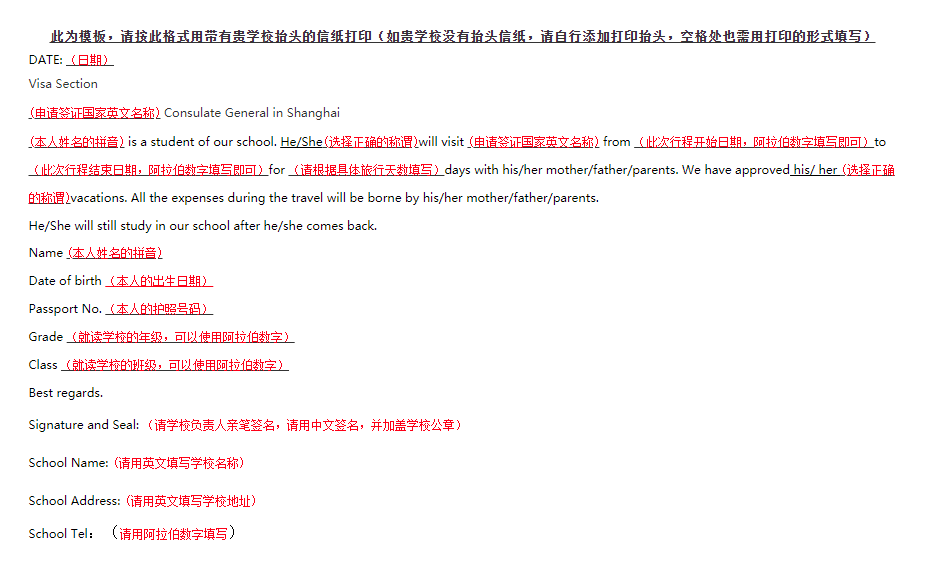 此为模板，请按此格式用带有贵学校抬头的信纸打印（如贵学校没有抬头信纸，请自行添加打印抬头，空格处也需用打印的形式填写）
DATE: （日期）
Visa Section
(申请签证国家英文名称) Consulate General in Shanghai
(本人姓名的拼音) is a student of our school. He/She(选择正确的称谓)will visit (申请签证国家英文名称) from （此次行程开始日期，阿拉伯数字填写即可）to
（此次行程结束日期，阿拉伯数字填写即可）for （请根据具体旅行天数填写）days with his/her mother/father/parents. We have approved his/ her (选择正确
的称谓)vacations. All the expenses during the travel will be borne by his/her mother/father/parents.
He/She will still study in our school after he/she comes back.
Name (本人姓名的拼音)
Date of birth （本人的出生日期）
Passport No. （本人的护照号码）
Grade （就读学校的年级，可以使用阿拉伯数字）
Class （就读学校的班级，可以使用阿拉伯数字）
Best regards.
Signature and Seal: （请学校负责人亲笔签名，请用中文签名，并加盖学校公章）
School Name: (请用英文填写学校名称)
School Address: (请用英文填写学校地址)
School Tel： （请用阿拉伯数字填写）